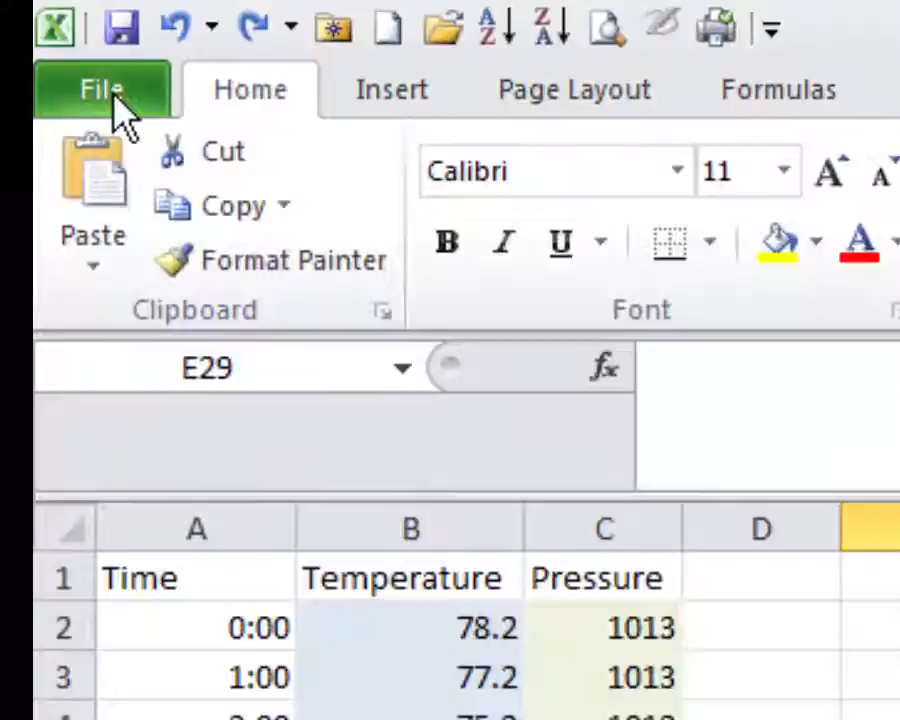 File Home Insert Page Layout Formulas
Cut
Calibri 11
Copy
Paste
B I U A
Format Painter
Clipboard Font
E29 fx
A B C D
1 Time Temperature Pressure
2 0:00 78.2 1013
3 1:00 77.2 1013